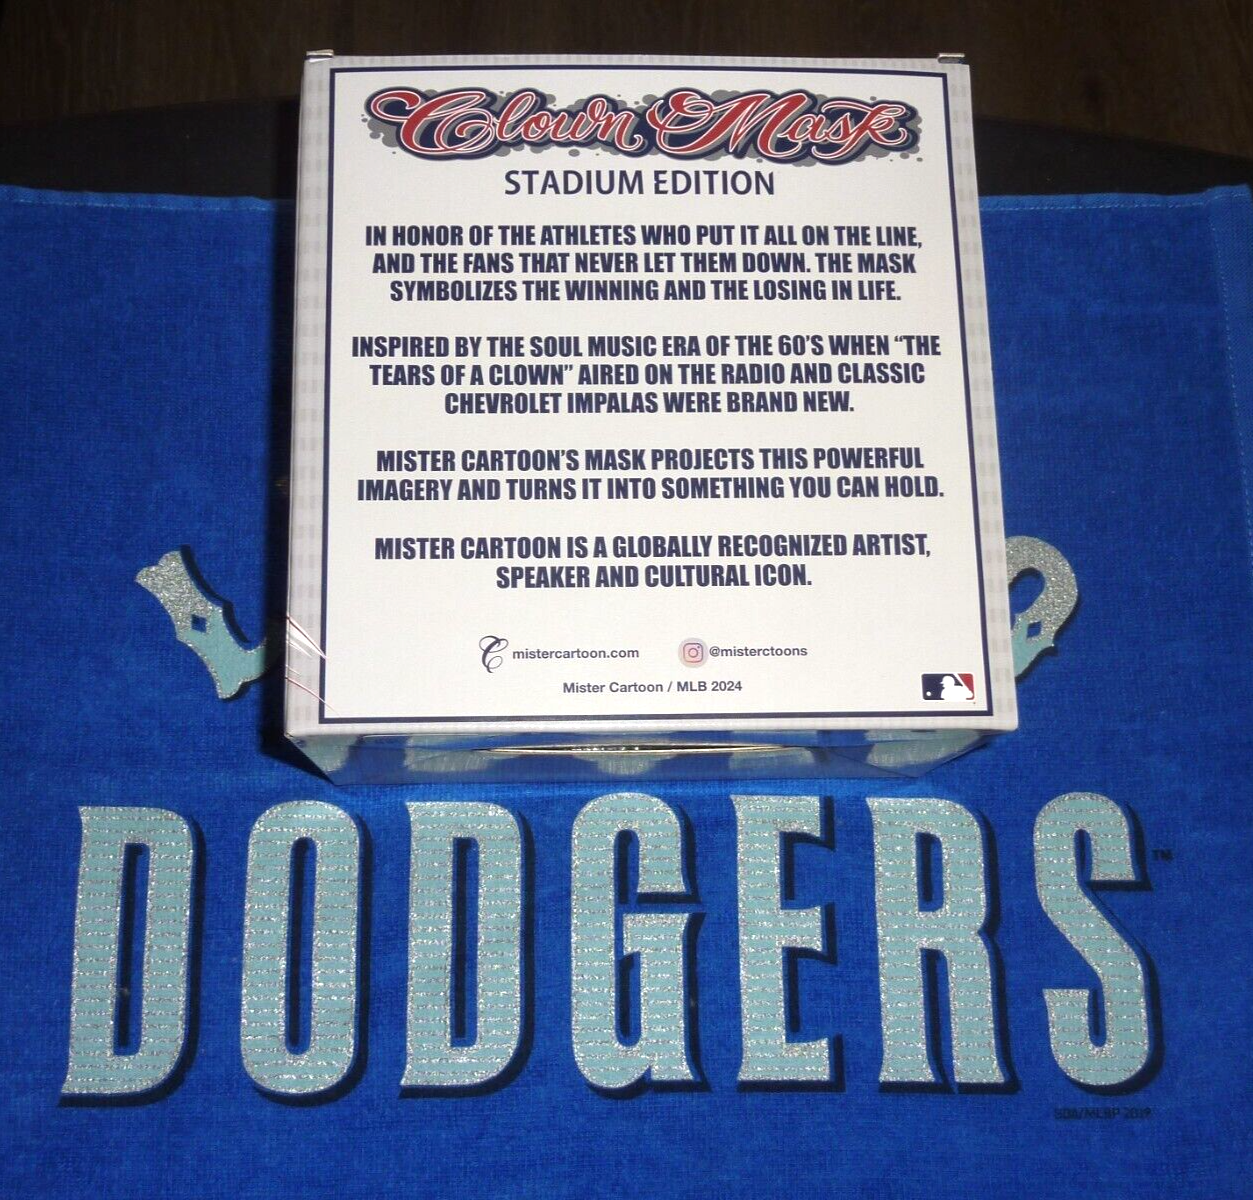 Clown Mask
STADIUM EDITION
IN HONOR OF THE ATHLETES WHO PUT IT ALL ON THE LINE,
AND THE FANS THAT NEVER LET THEM DOWN. THE MASK
SYMBOLIZES THE WINNING AND THE LOSING IN LIFE.
INSPIRED BY THE SOUL MUSIC ERA OF THE 60'S WHEN “THE
TEARS OF A CLOWN” AIRED ON THE RADIO AND CLASSIC
CHEVROLET IMPALAS WERE BRAND NEW.
MISTER CARTOON'S MASK PROJECTS THIS POWERFUL
IMAGERY AND TURNS IT INTO SOMETHING YOU CAN HOLD.
MISTER CARTOON IS A GLOBALLY RECOGNIZED ARTIST,
SPEAKER AND CULTURAL ICON.
mistercartoon.com @misterctoons
Mister Cartoon / MLB 2024
DODGERS™